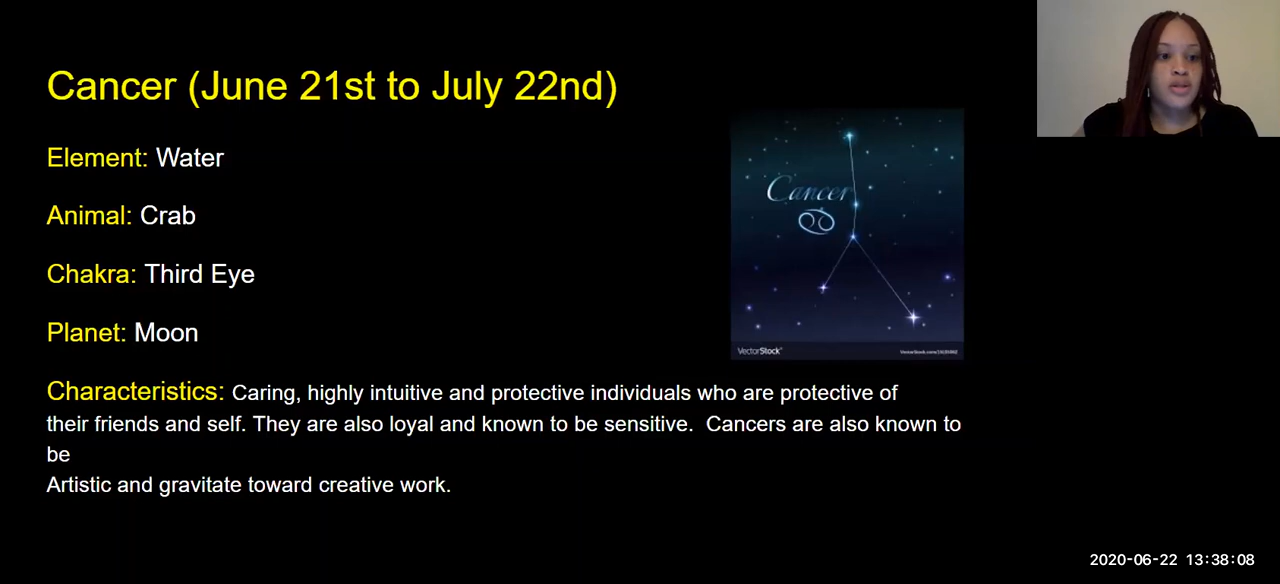 Cancer (June 21st to July 22nd)
Element: Water
Animal: Crab
Chakra: Third Eye
Planet: Moon
Characteristics: Caring, highly intuitive and protective individuals who are protective of
their friends and self. They are also loyal and known to be sensitive.  Cancers are also known to
be
Artistic and gravitate toward creative work.
Cancer
VectorStock
2020-06-22 13:38:08